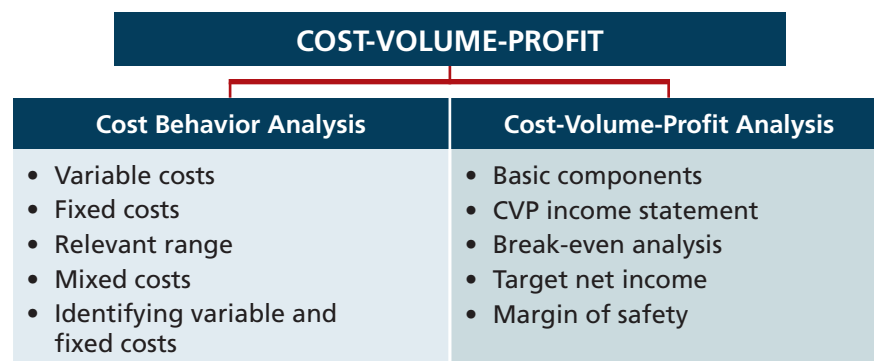 COST-VOLUME-PROFIT
Cost Behavior Analysis
• Variable costs
• Fixed costs
• Relevant range
• Mixed costs
• Identifying variable and
fixed costs
Cost-Volume-Profit Analysis
• Basic components
• CVP income statement
• Break-even analysis
• Target net income
• Margin of safety